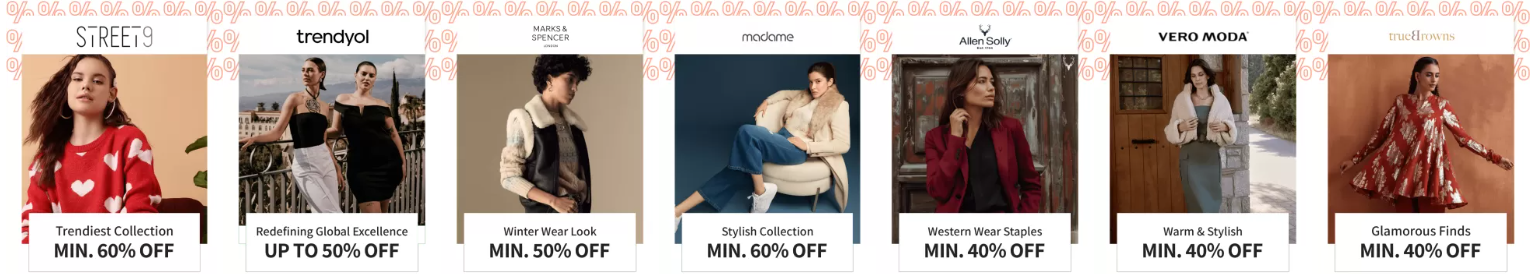 STREET9
Trendiest Collection
MIN. 60% OFF
trendyol
Redefining Global Excellence
UP TO 50% OFF
MARKS &
SPENCER
LONDON
Winter Wear Look
MIN. 50% OFF
madame
Stylish Collection
MIN. 60% OFF
Allen Solly
Western Wear Staples
MIN. 40% OFF
VERO MODA
Warm & Stylish
MIN. 40% OFF
trueBrowns
Glamorous Finds
MIN. 40% OFF